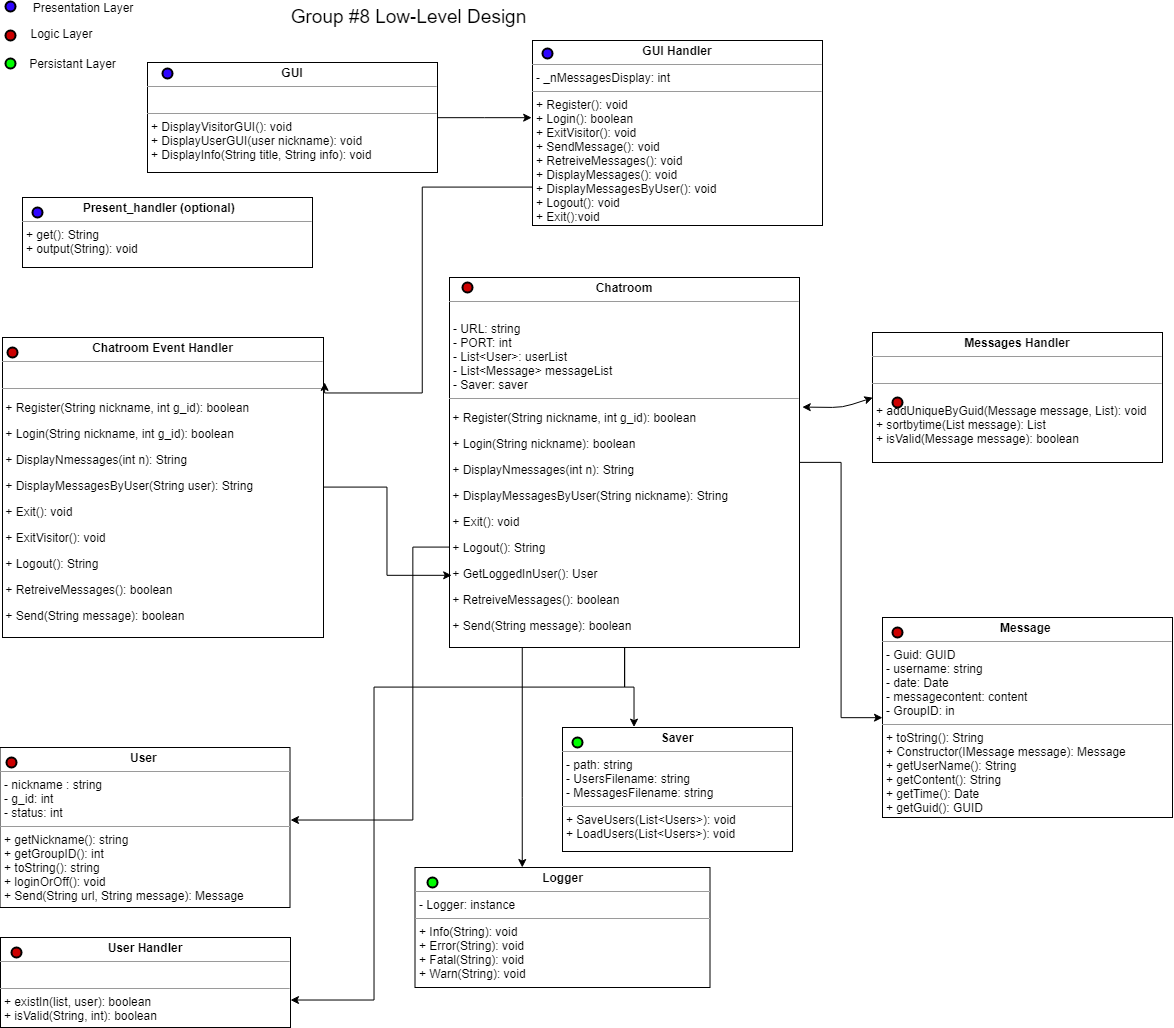 Group #8 Low-Level Design
Presentation Layer
Logic Layer
Persistant Layer
GUI
+ DisplayVisitorGUI(): void
+ DisplayUserGUI(user nickname): void
+ DisplayInfo(String title, String info): void
GUI Handler
- _nMessagesDisplay: int
+ Register(): void
+ Login(): boolean
+ ExitVisitor(): void
+ SendMessage(): void
+ RetreiveMessages(): void
+ DisplayMessages(): void
+ DisplayMessagesByUser(): void
+ Logout(): void
+ Exit():void
Present_handler (optional)
+ get(): String
+ output(String): void
Chatroom Event Handler
+ Register(String nickname, int g_id): boolean
+ Login(String nickname, int g_id): boolean
+ DisplayNmessages(int n): String
+ DisplayMessagesByUser(String user): String
+ Exit(): void
+ ExitVisitor(): void
+ Logout(): String
+ RetreiveMessages(): boolean
+ Send(String message): boolean
Chatroom
- URL: string
- PORT: int
- List<User>: userList
- List<Message> messageList
- Saver: saver
+ Register(String nickname, int g_id): boolean
+ Login(String nickname): boolean
+ DisplayNmessages(int n): String
+ DisplayMessagesByUser(String nickname): String
+ Exit(): void
+ Logout(): String
+ GetLoggedInUser(): User
+ RetreiveMessages(): boolean
+ Send(String message): boolean
Messages Handler
+ addUniqueByGuid(Message message, List): void
+ sortbytime(List message): List
+ isValid(Message message): boolean
Message
- Guid: GUID
- username: string
- date: Date
- messagecontent: content
- GroupID: in
+ toString(): String
+ Constructor(IMessage message): Message
+ getUserName(): String
+ getContent(): String
+ getTime(): Date
+ getGuid(): GUID
User
- nickname : string
- g_id: int
- status: int
+ getNickname(): string
+ getGroupID(): int
+ toString(): string
+ loginOrOff(): void
+ Send(String url, String message): Message
Saver
- path: string
- UsersFilename: string
- MessagesFilename: string
+ SaveUsers(List<Users>): void
+ LoadUsers(List<Users>): void
Logger
- Logger: instance
+ Info(String): void
+ Error(String): void
+ Fatal(String): void
+ Warn(String): void
User Handler
+ existIn(list, user): boolean
+ isValid(String, int): boolean